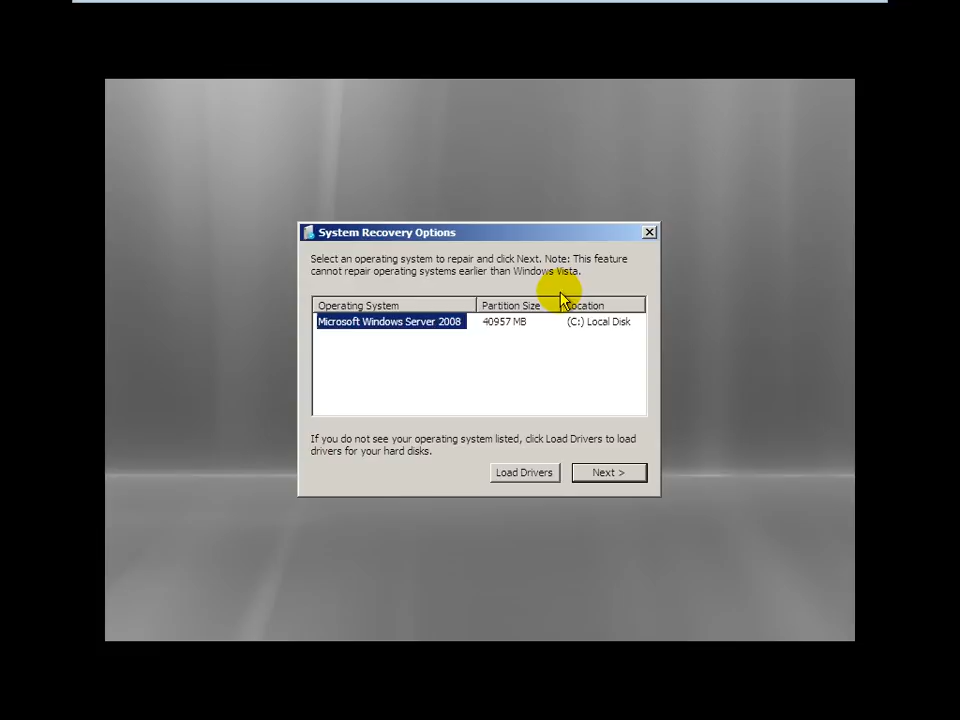 System Recovery Options
Select an operating system to repair and click Next. Note: This feature
cannot repair operating systems earlier than Windows Vista.
Operating System Partition Size Location
Microsoft Windows Server 2008 40957 MB (C:) Local Disk
If you do not see your operating system listed, click Load Drivers to load
drivers for your hard disks.
Load Drivers Next >